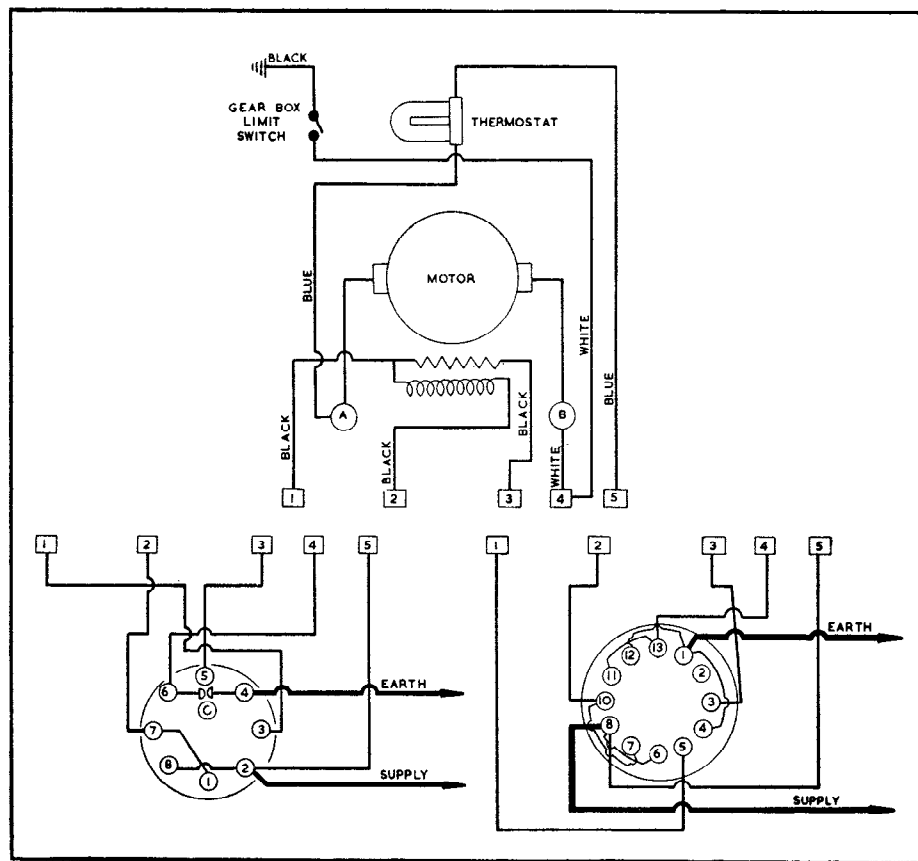 BLACK
GEAR BOX
LIMIT
SWITCH
THERMOSTAT
BLUE
MOTOR
WHITE
BLUE
A
B
BLACK
BLACK
BLACK
WHITE
1 2 3 4 5
1 2 3 4 5
1 2 3 4 5
5
6 4
EARTH
C
7 3
8 2
1
SUPPLY
12 13 1
EARTH
11 2
10 3
8 4
7 6 5
SUPPLY